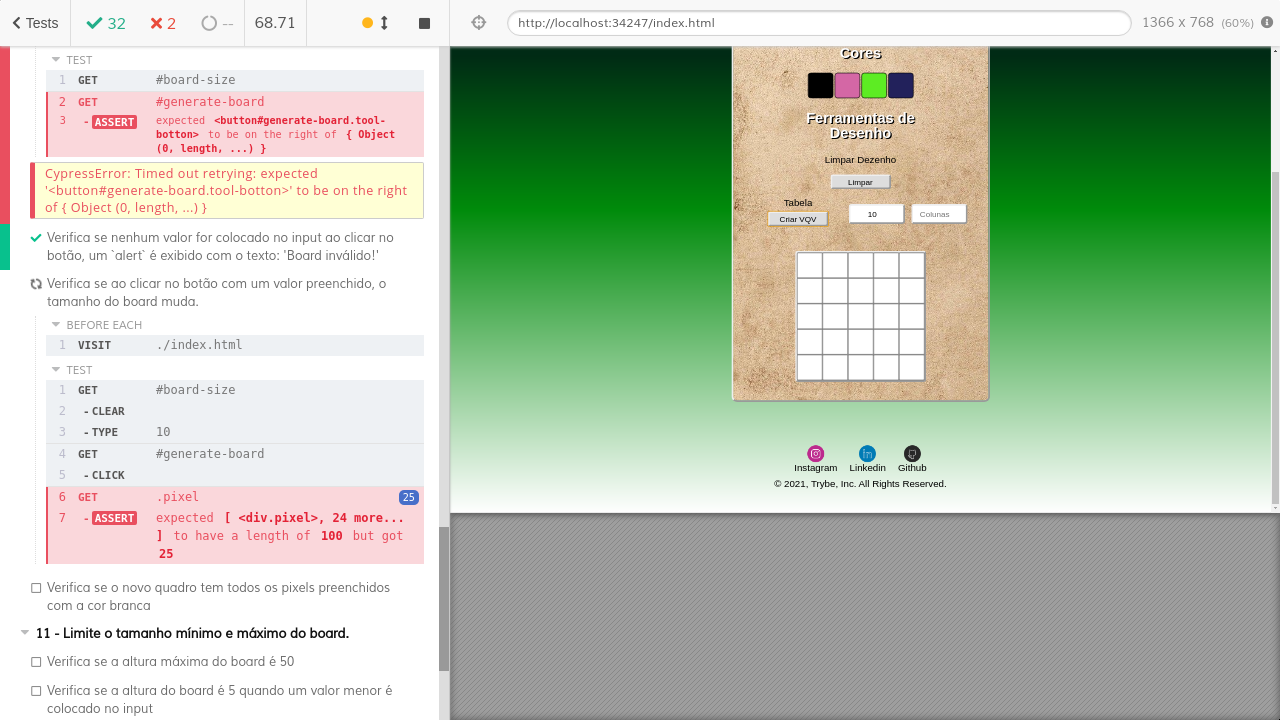 Tests
32
2
--
68.71
http://localhost:34247/index.html
1366 x 768 (60%)
TEST
1 GET #board-size
2 GET #generate-board
3 - ASSERT expected <button#generate-board.tool-
botton> to be on the right of { Object
(0, length, ...) }
CypressError: Timed out retrying: expected
'<button#generate-board.tool-botton>' to be on the right
of { Object (0, length, ...) }
Verifica se nenhum valor for colocado no input ao clicar no
botão, um `alert` é exibido com o texto: 'Board inválido!'
Verifica se ao clicar no botão com um valor preenchido, o
tamanho do board muda.
BEFORE EACH
1 VISIT ./index.html
TEST
1 GET #board-size
2 - CLEAR
3 - TYPE 10
4 GET #generate-board
5 - CLICK
6 GET .pixel 25
7 - ASSERT expected [ <div.pixel>, 24 more...
] to have a length of 100 but got
25
Verifica se o novo quadro tem todos os pixels preenchidos
com a cor branca
11 - Limite o tamanho mínimo e máximo do board.
Verifica se a altura máxima do board é 50
Verifica se a altura do board é 5 quando um valor menor é
colocado no input
Cores
Ferramentas de
Desenho
Limpar Dezenho
Limpar
Tabela
Criar VQV
10
Colunas
Instagram Linkedin Github
© 2021, Trybe, Inc. All Rights Reserved.